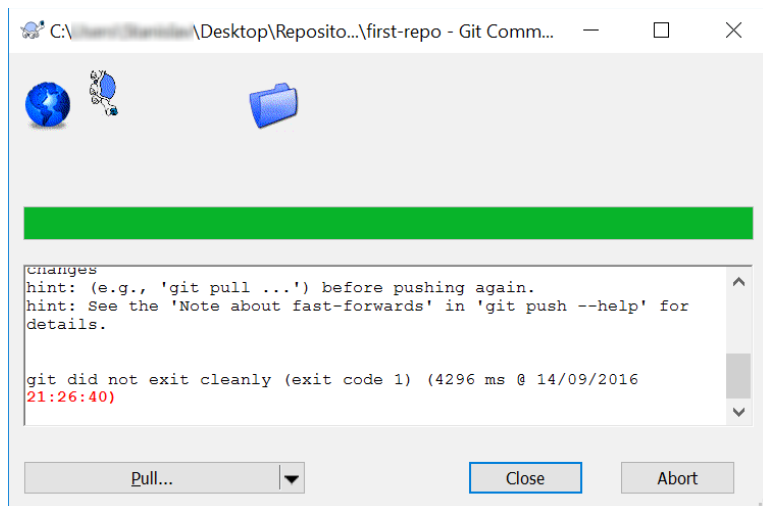 C:\ \Desktop\Reposito...\first-repo - Git Comm...
changes
hint: (e.g., 'git pull ...') before pushing again.
hint: See the 'Note about fast-forwards' in 'git push --help' for
details.
git did not exit cleanly (exit code 1) (4296 ms @ 14/09/2016
21:26:40)
Pull...
Close
Abort